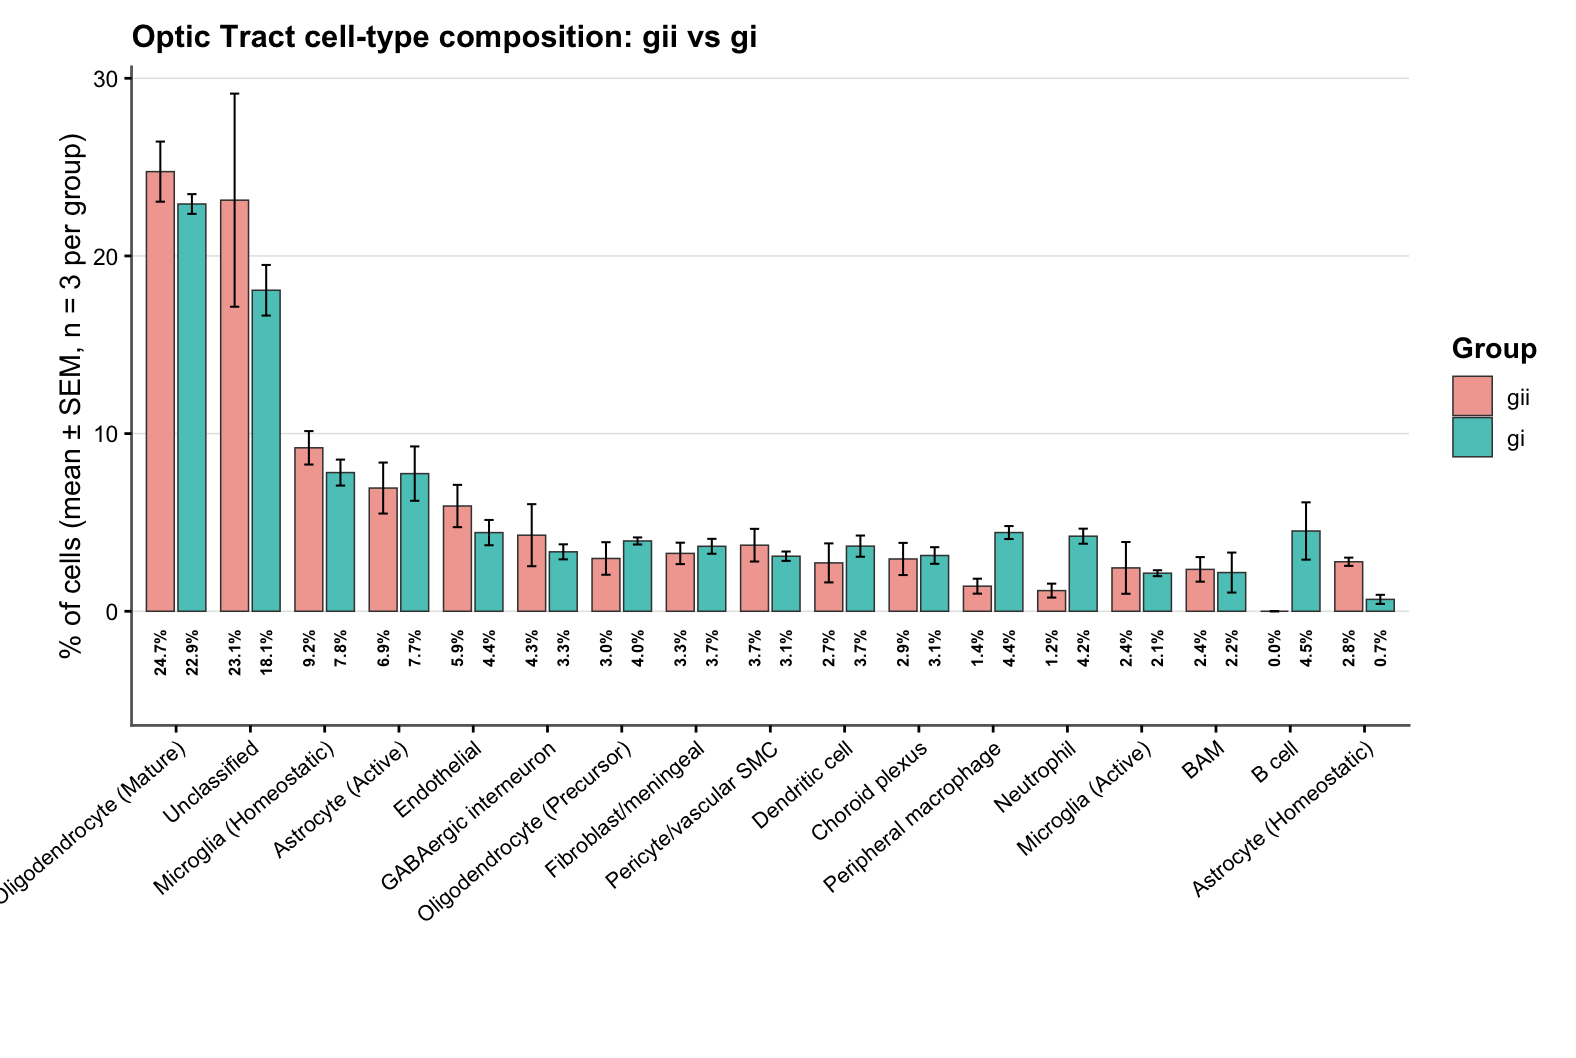 Optic Tract cell-type composition: gii vs gi
% of cells (mean ± SEM, n = 3 per group)
30
20
10
0
24.7%
22.9%
23.1%
18.1%
9.2%
7.8%
6.9%
7.7%
5.9%
4.4%
4.3%
3.3%
3.0%
4.0%
3.3%
3.7%
3.7%
3.1%
2.7%
3.7%
2.9%
3.1%
1.4%
4.4%
1.2%
4.2%
2.4%
2.1%
2.4%
2.2%
0.0%
4.5%
2.8%
0.7%
Oligodendrocyte (Mature)
Unclassified
Microglia (Homeostatic)
Astrocyte (Active)
Endothelial
GABAergic interneuron
Oligodendrocyte (Precursor)
Fibroblast/meningeal
Pericyte/vascular SMC
Dendritic cell
Choroid plexus
Peripheral macrophage
Neutrophil
Microglia (Active)
BAM
B cell
Astrocyte (Homeostatic)
Group
gii
gi